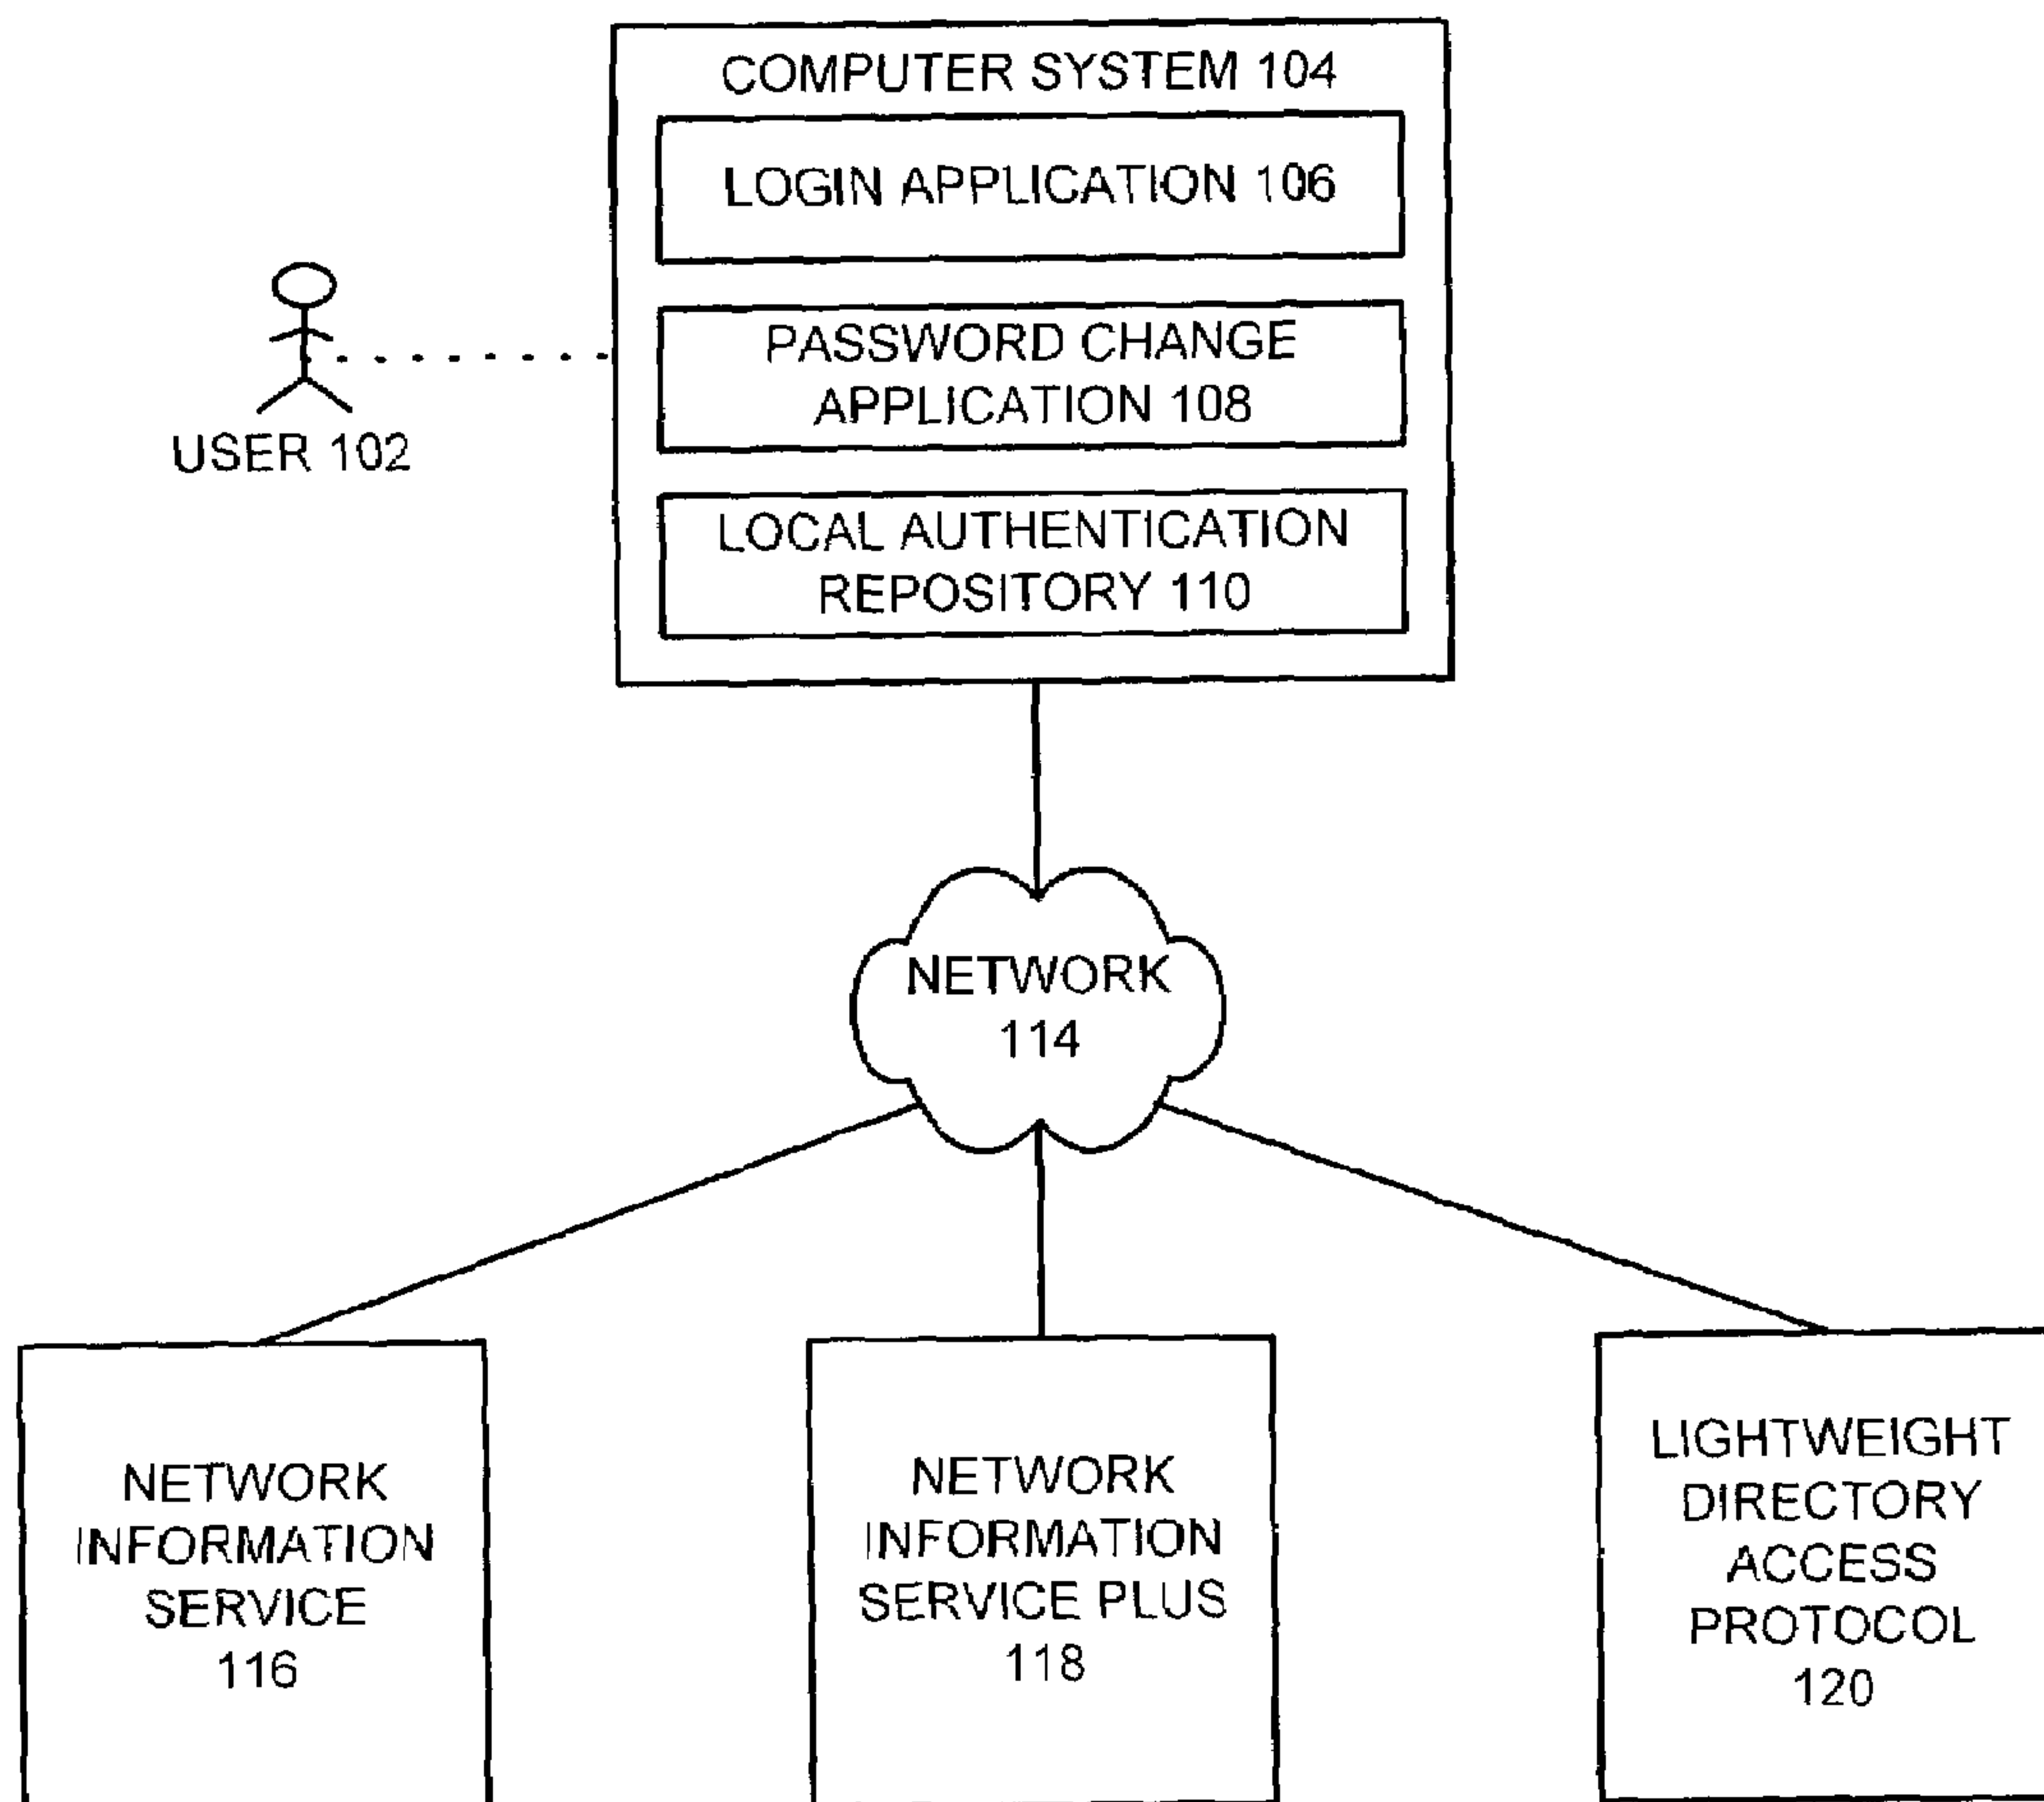 COMPUTER SYSTEM 104
LOGIN APPLICATION 106
PASSWORD CHANGE
APPLICATION 108
USER 102
LOCAL AUTHENTICATION
REPOSITORY 110
NETWORK
114
NETWORK
INFORMATION
SERVICE
116
NETWORK
INFORMATION
SERVICE PLUS
118
LIGHTWEIGHT
DIRECTORY
ACCESS
PROTOCOL
120